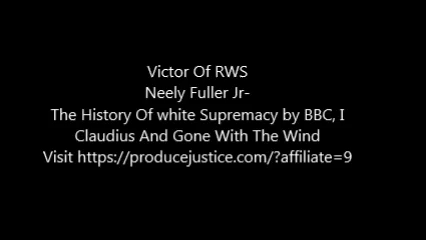 Victor Of RWS
Neely Fuller Jr-
The History Of white Supremacy by BBC, I
Claudius And Gone With The Wind
Visit https://producejustice.com/?affiliate=9